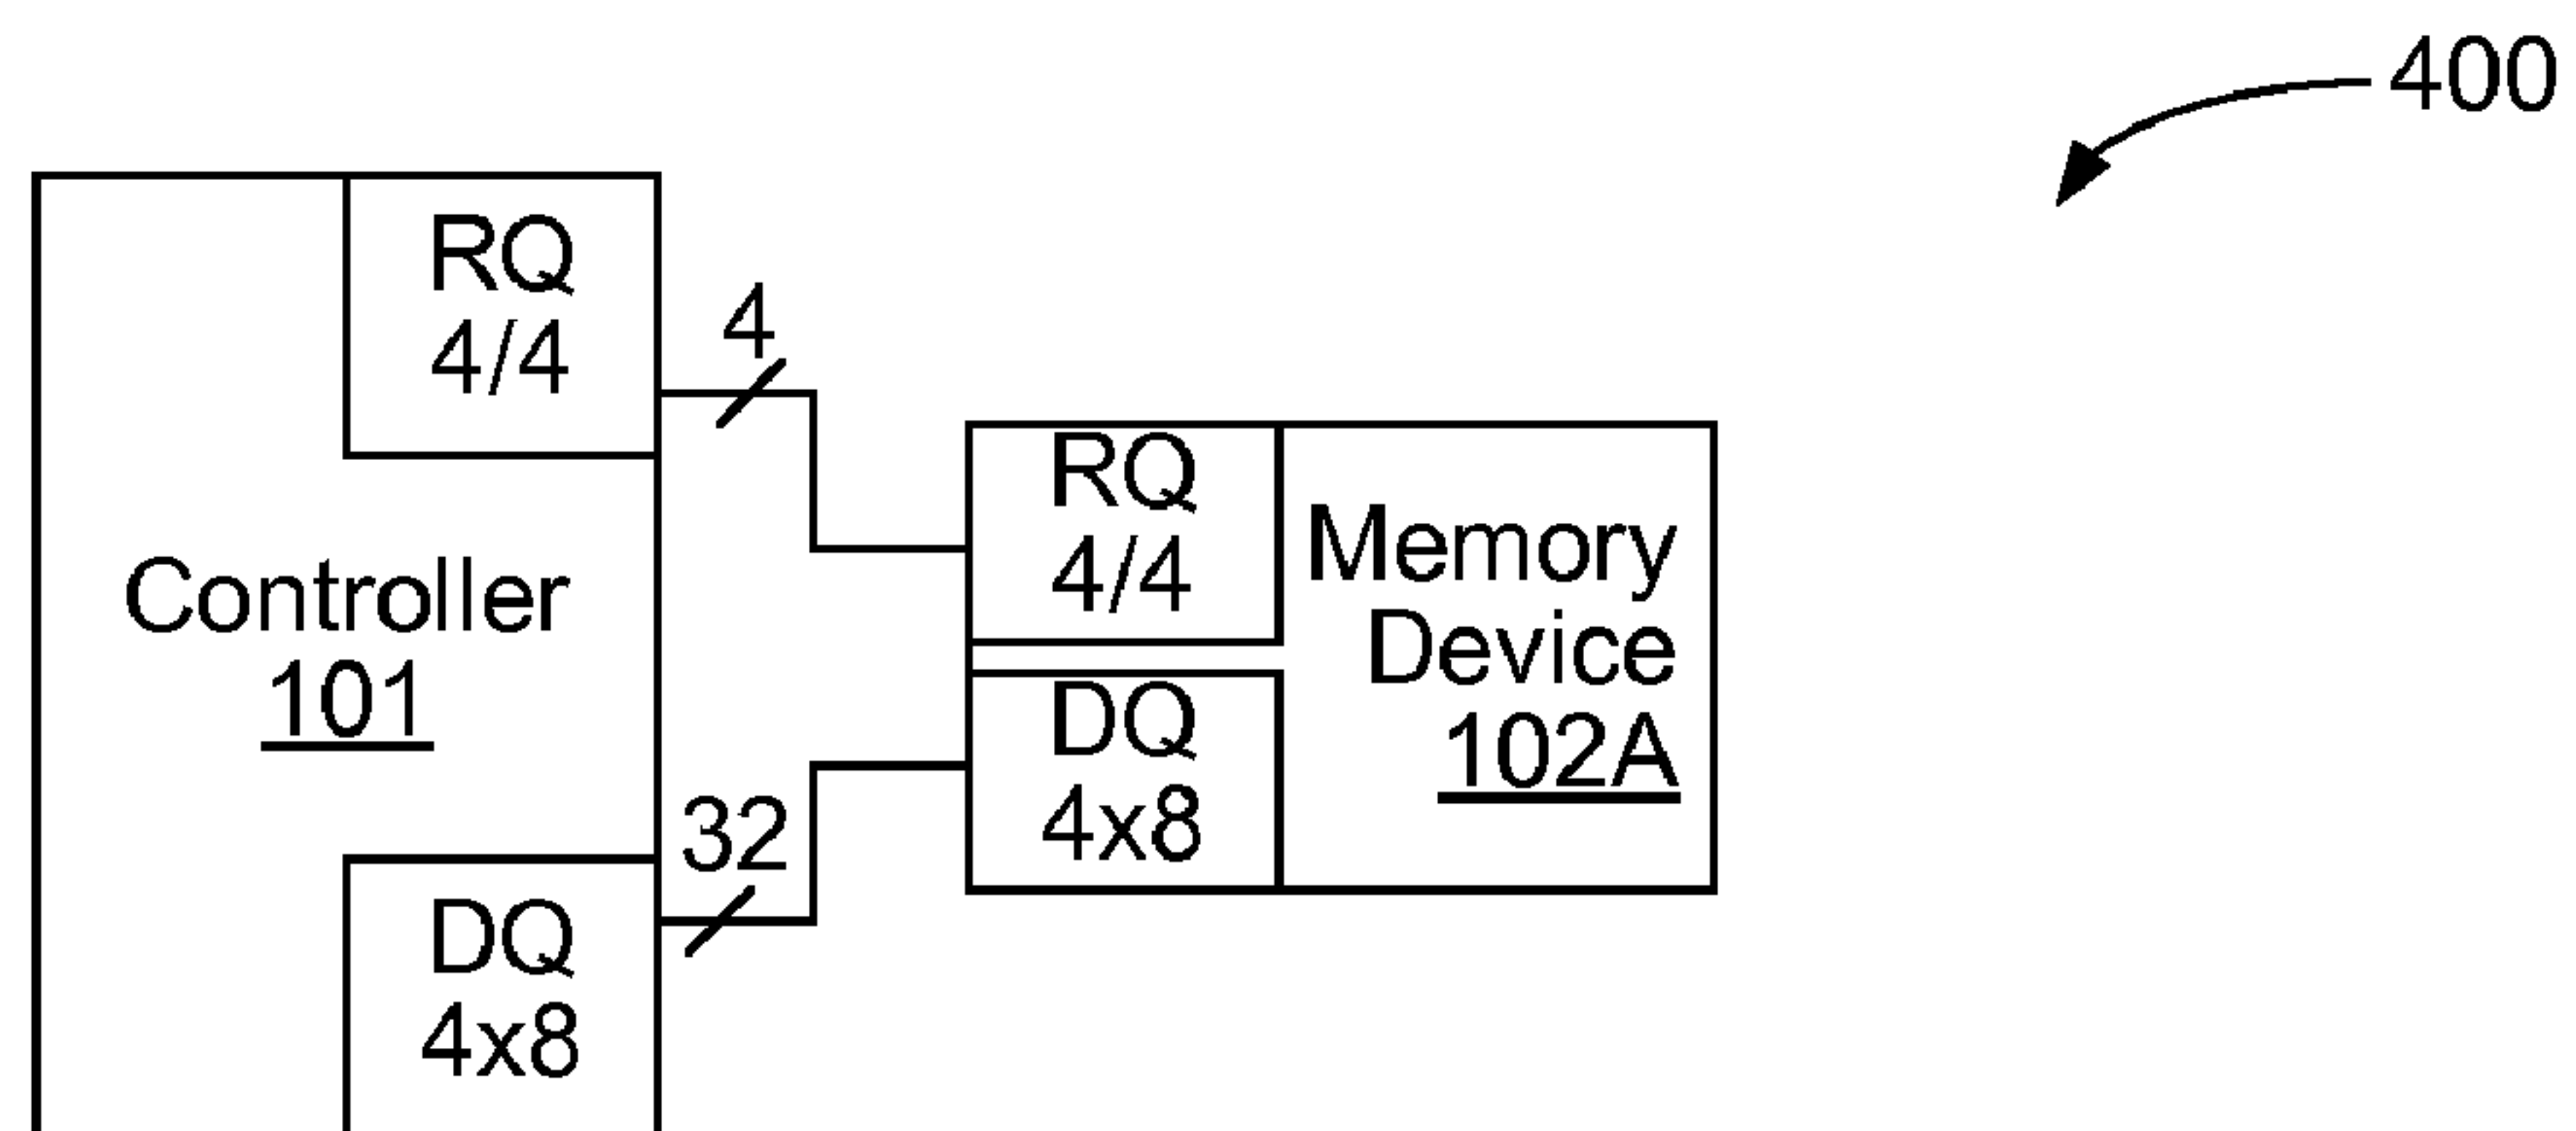 400
RQ
4/4
4
Controller
101
32
DQ
4x8
RQ
4/4
DQ
4x8
Memory
Device
102A